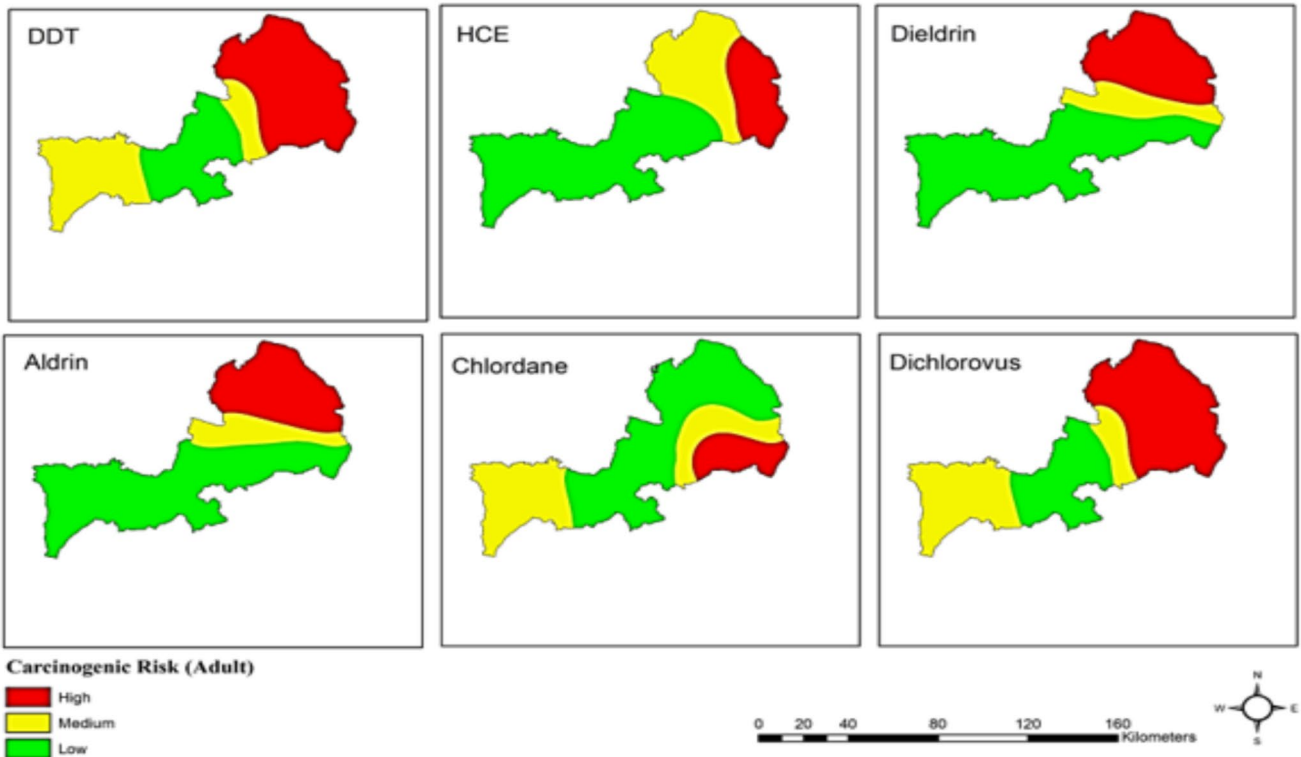 DDT
HCE
Dieldrin
Aldrin
Chlordane
Dichlorovus
Carcinogenic Risk (Adult)
High
Medium
Low
0 20 40 80 120 160
Kilometers
N
W E
S